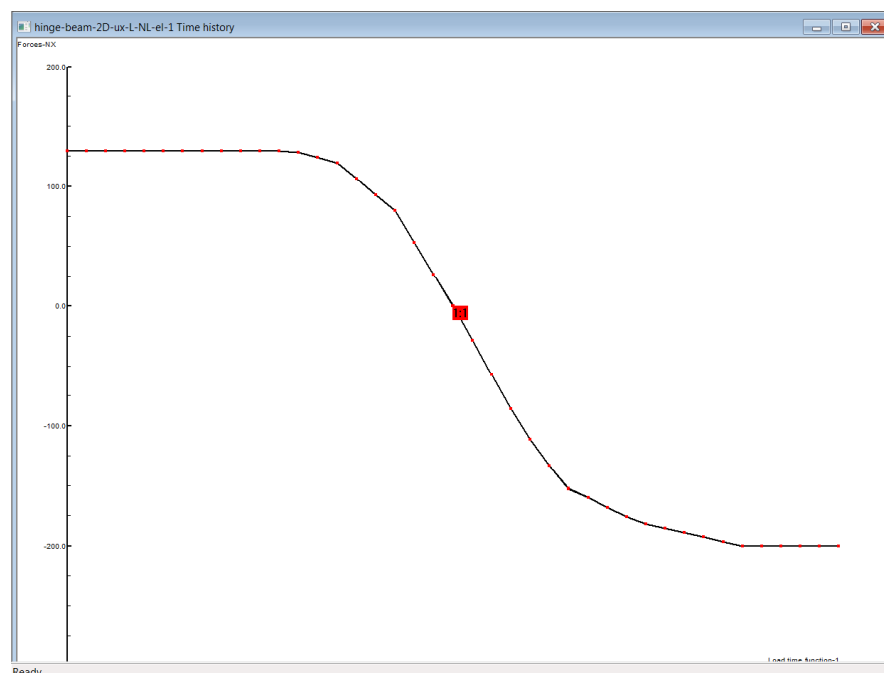 hinge-beam-2D-ux-L-NL-el-1 Time history
Forces-NX
200.0
100.0
0.0
1:1
-100.0
-200.0
Load time function-1
Ready